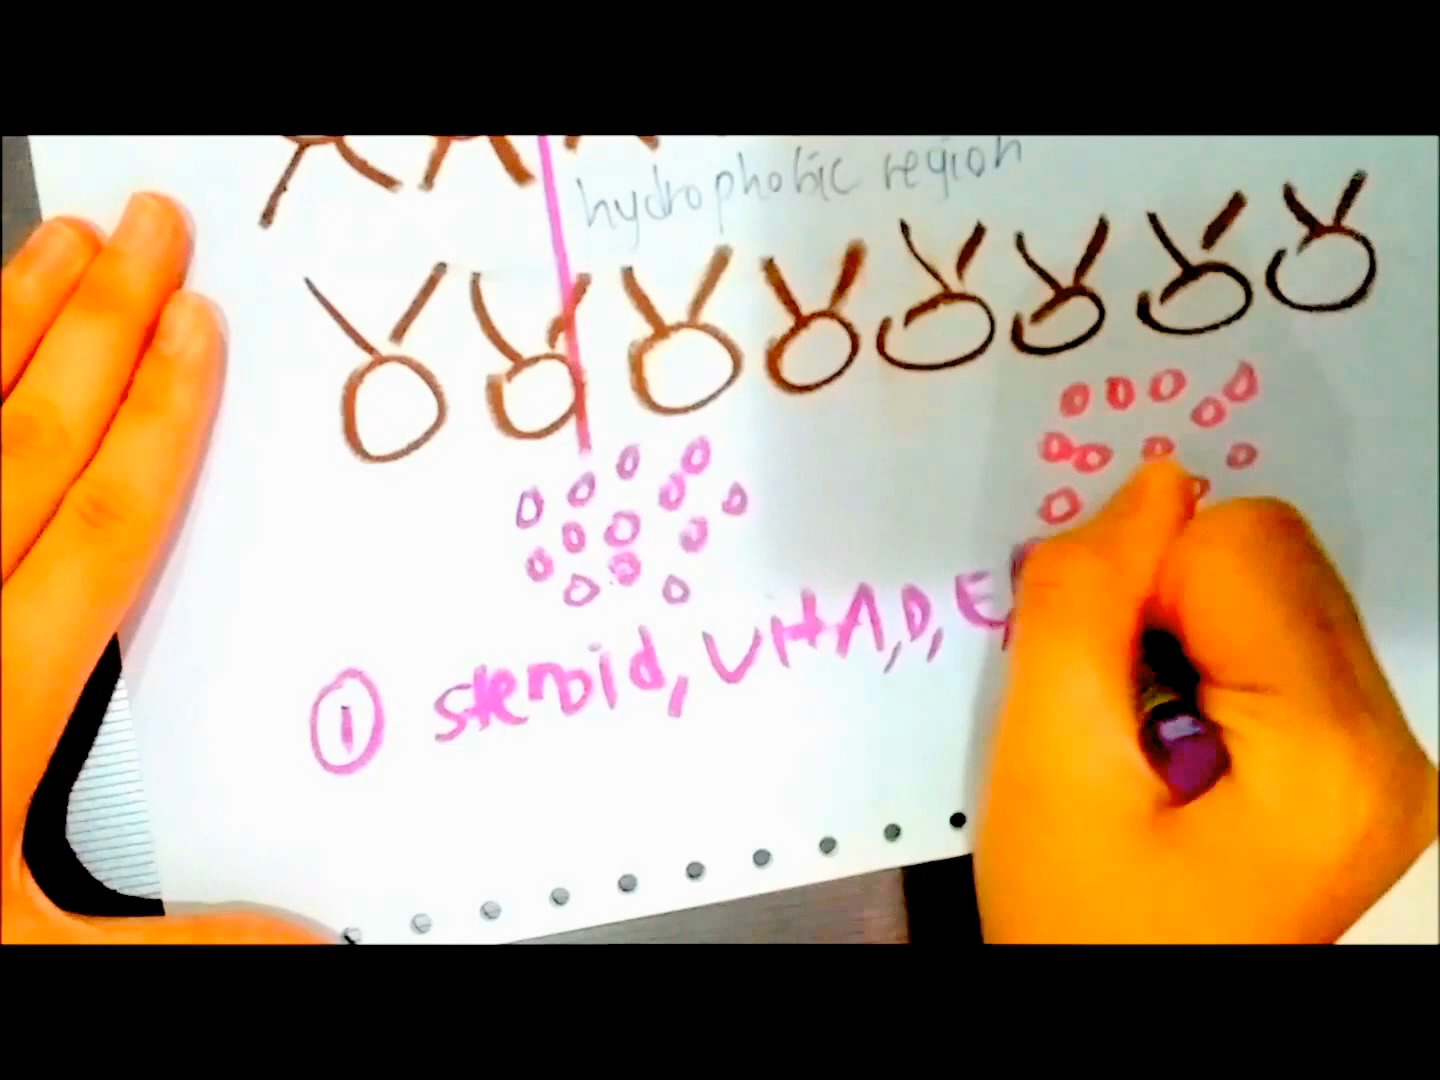 hydrophobic region
① steroid, vit A, D, E,